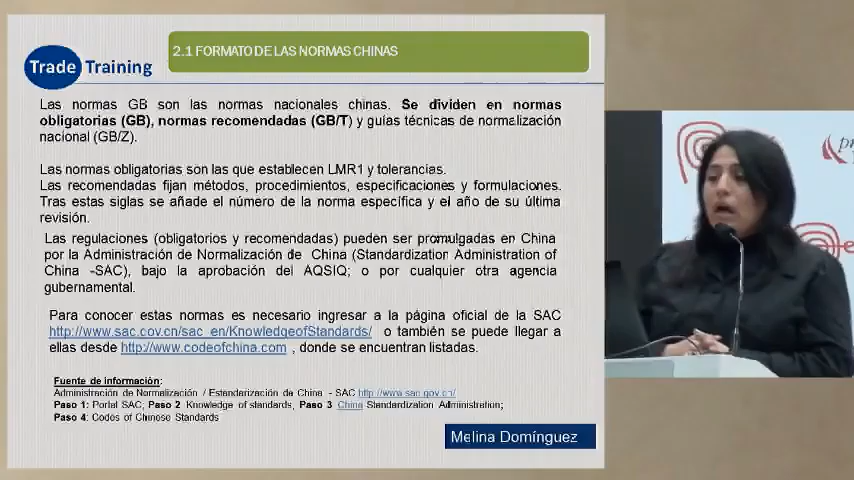 2.1 FORMATO DE LAS NORMAS CHINAS
Trade Training
Las normas GB son las normas nacionales chinas. Se dividen en normas
obligatorias (GB), normas recomendadas (GB/T) y guías técnicas de normalización
nacional (GB/Z).
Las normas obligatorias son las que establecen LMR1 y tolerancias.
Las recomendadas fijan métodos, procedimientos, especificaciones y formulaciones.
Tras estas siglas se añade el número de la norma específica y el año de su última
revisión.
Las regulaciones (obligatorios y recomendadas) pueden ser promulgadas en China
por la Administración de Normalización de China (Standardization Administration of
China -SAC), bajo la aprobación del AQSIQ; o por cualquier otra agencia
gubernamental.
Para conocer estas normas es necesario ingresar a la página oficial de la SAC
http://www.sac.gov.cn/sac_en/KnowledgeofStandards/ o también se puede llegar a
ellas desde http://www.codeofchina.com , donde se encuentran listadas.
Fuente de información:
Administración de Normalización / Estandarización de China - SAC http://www.sac.gov.cn/
Paso 1: Portal SAC; Paso 2 Knowledge of standards, Paso 3 China Standardization Administration;
Paso 4: Codes of Chinese Standards
Melina Domínguez